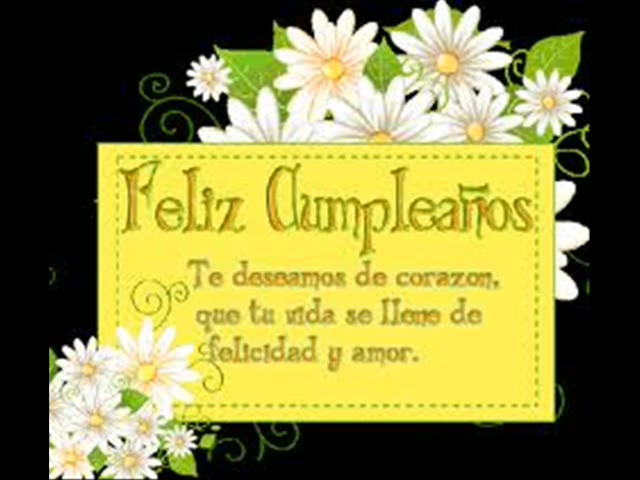 Feliz Cumpleaños
Te deseamos de corazon,
que tu vida se llene de
felicidad y amor.